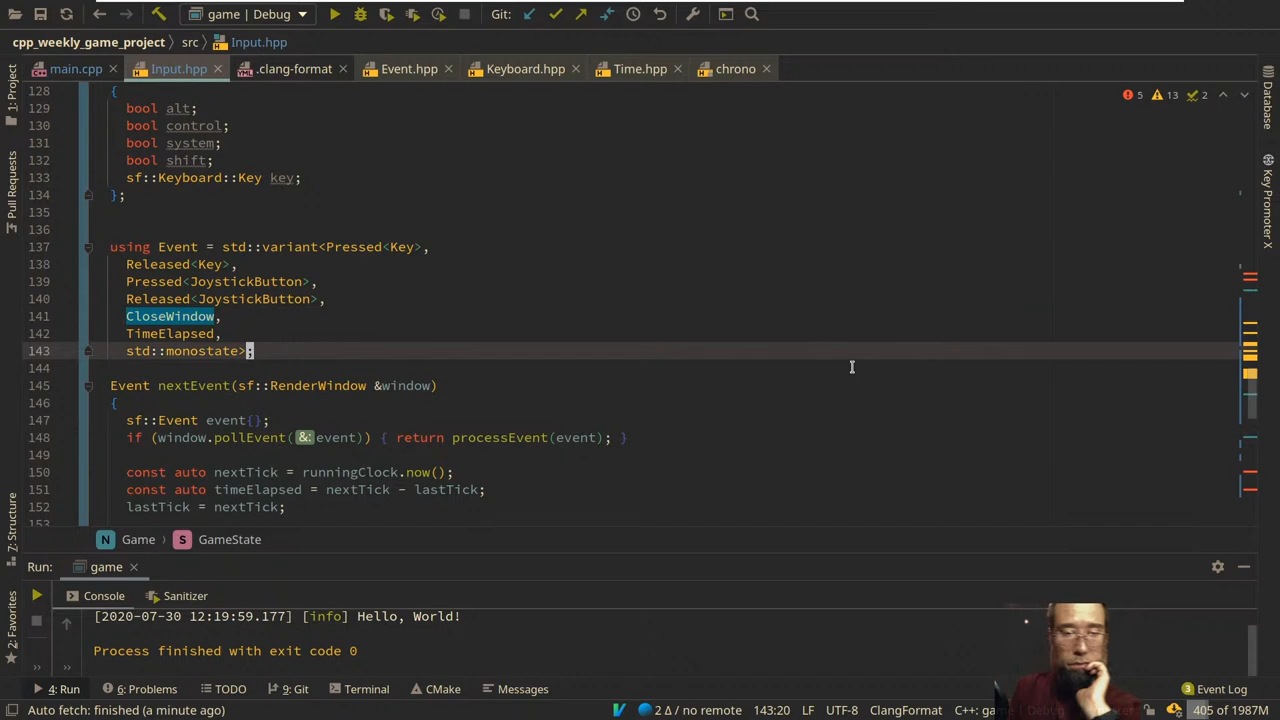 game | Debug
Git:
cpp_weekly_game_project src Input.hpp
main.cpp Input.hpp .clang-format Event.hpp Keyboard.hpp Time.hpp chrono
5 13 2
128 {
129 bool alt;
130 bool control;
131 bool system;
132 bool shift;
133 sf::Keyboard::Key key;
134 };
135
136
137 using Event = std::variant<Pressed<Key>,
138 Released<Key>,
139 Pressed<JoystickButton>,
140 Released<JoystickButton>,
141 CloseWindow,
142 TimeElapsed,
143 std::monostate>;
144
145 Event nextEvent(sf::RenderWindow &window)
146 {
147 sf::Event event{};
148 if (window.pollEvent(&: event)) { return processEvent(event); }
149
150 const auto nextTick = runningClock.now();
151 const auto timeElapsed = nextTick - lastTick;
152 lastTick = nextTick;
153
N Game S GameState
Run: game
Console Sanitizer
[2020-07-30 12:19:59.177] [info] Hello, World!
Process finished with exit code 0
4: Run 6: Problems TODO 9: Git Terminal CMake Messages 3 Event Log
Auto fetch: finished (a minute ago) 2 Δ / no remote 143:20 LF UTF-8 ClangFormat C++: game | Debug 405 of 1987M
1: Project
Pull Requests
7: Structure
2: Favorites
Database
Key Promoter X